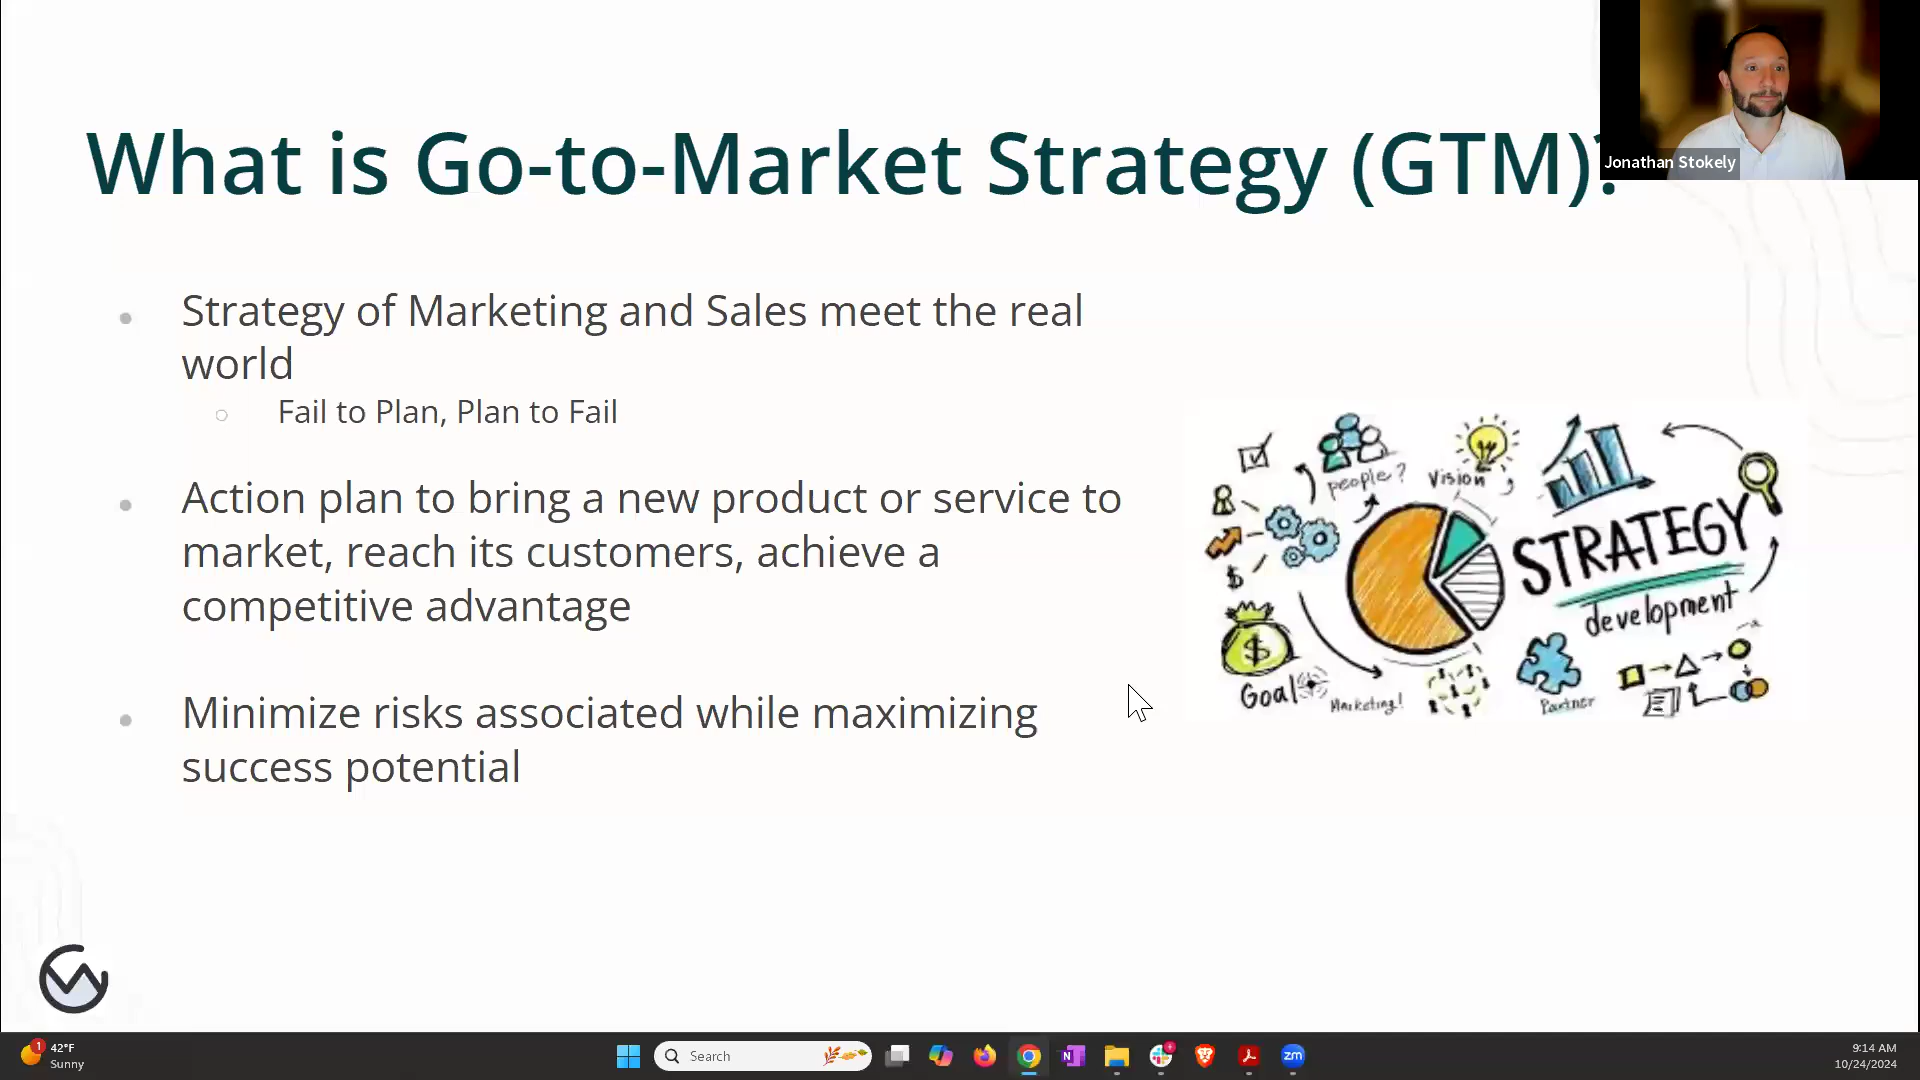 What is Go-to-Market Strategy (GTM)?
Jonathan Stokely
Strategy of Marketing and Sales meet the real
world
Fail to Plan, Plan to Fail
Action plan to bring a new product or service to
market, reach its customers, achieve a
competitive advantage
Minimize risks associated while maximizing
success potential
people?
Vision
STRATEGY
development
$
$
Goal
Marketing!
Partner
1
42°F
Sunny
Search
N
zm
9:14 AM
10/24/2024